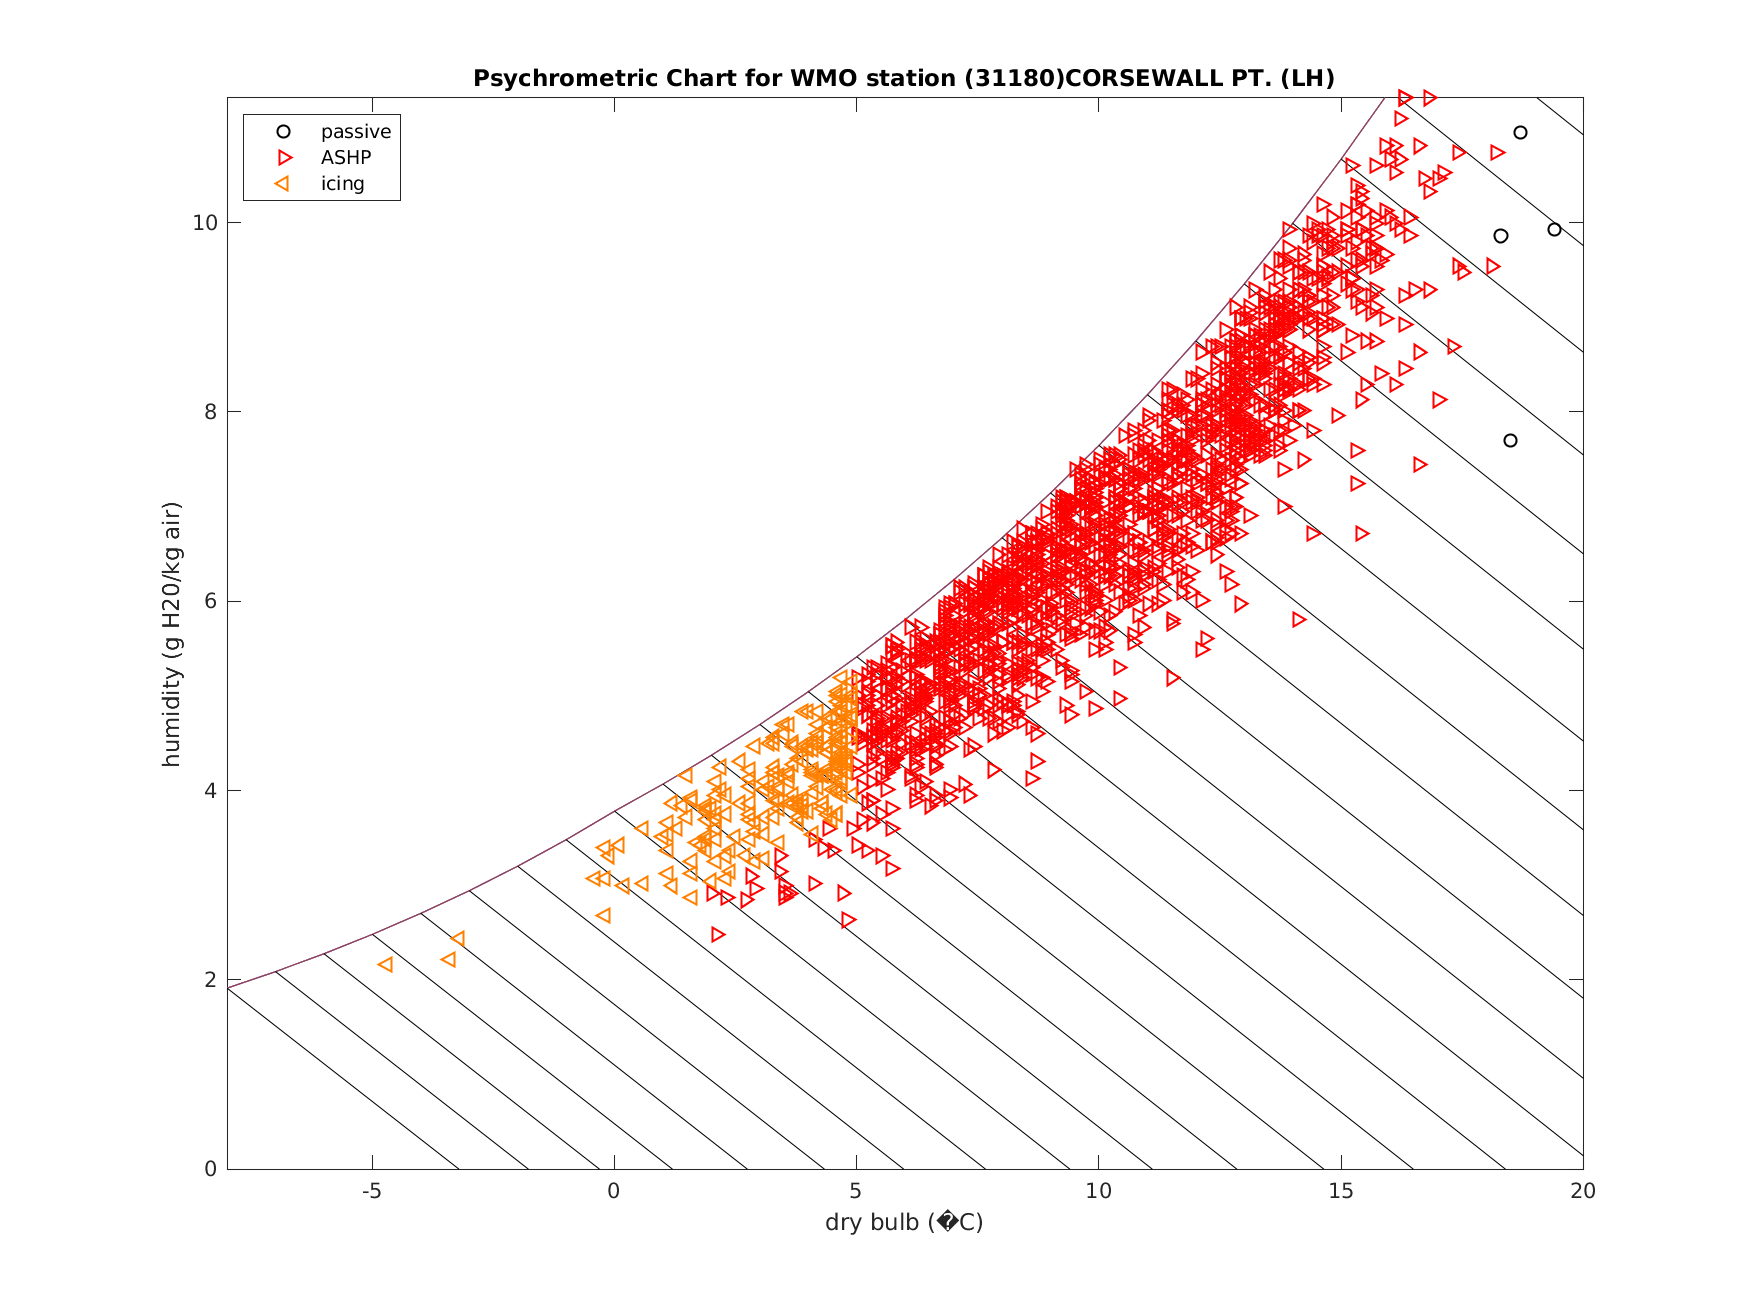 Psychrometric Chart for WMO station (31180)CORSEWALL PT. (LH)
passive
ASHP
icing
10
8
6
4
2
0
humidity (g H20/kg air)
-5 0 5 10 15 20
dry bulb (�C)